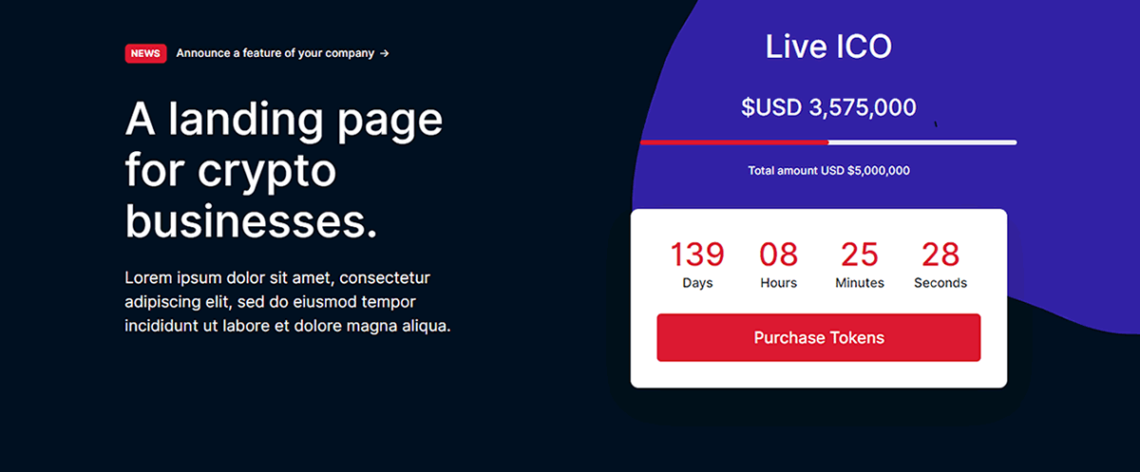 NEWS Announce a feature of your company →
A landing page
for crypto
businesses.
Lorem ipsum dolor sit amet, consectetur
adipiscing elit, sed do eiusmod tempor
incididunt ut labore et dolore magna aliqua.
Live ICO
$USD 3,575,000
Total amount USD $5,000,000
139 08 25 28
Days Hours Minutes Seconds
Purchase Tokens